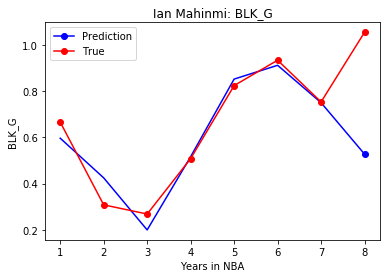 Ian Mahinmi: BLK_G
Prediction
True
1.0
0.8
0.6
0.4
0.2
BLK_G
1 2 3 4 5 6 7 8
Years in NBA